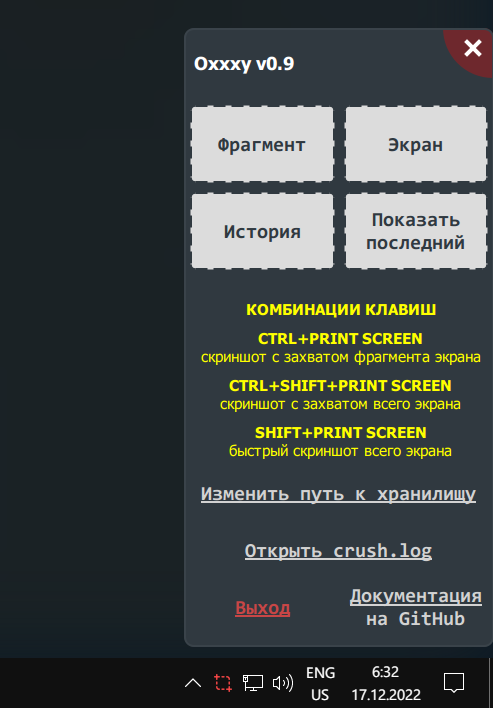 Oxxxy v0.9
Фрагмент
Экран
История
Показать
последний
КОМБИНАЦИИ КЛАВИШ
CTRL+PRINT SCREEN
скриншот с захватом фрагмента экрана
CTRL+SHIFT+PRINT SCREEN
скриншот с захватом всего экрана
SHIFT+PRINT SCREEN
быстрый скриншот всего экрана
Изменить путь к хранилищу
Открыть crush.log
Выход
Документация
на GitHub
ENG
US
6:32
17.12.2022